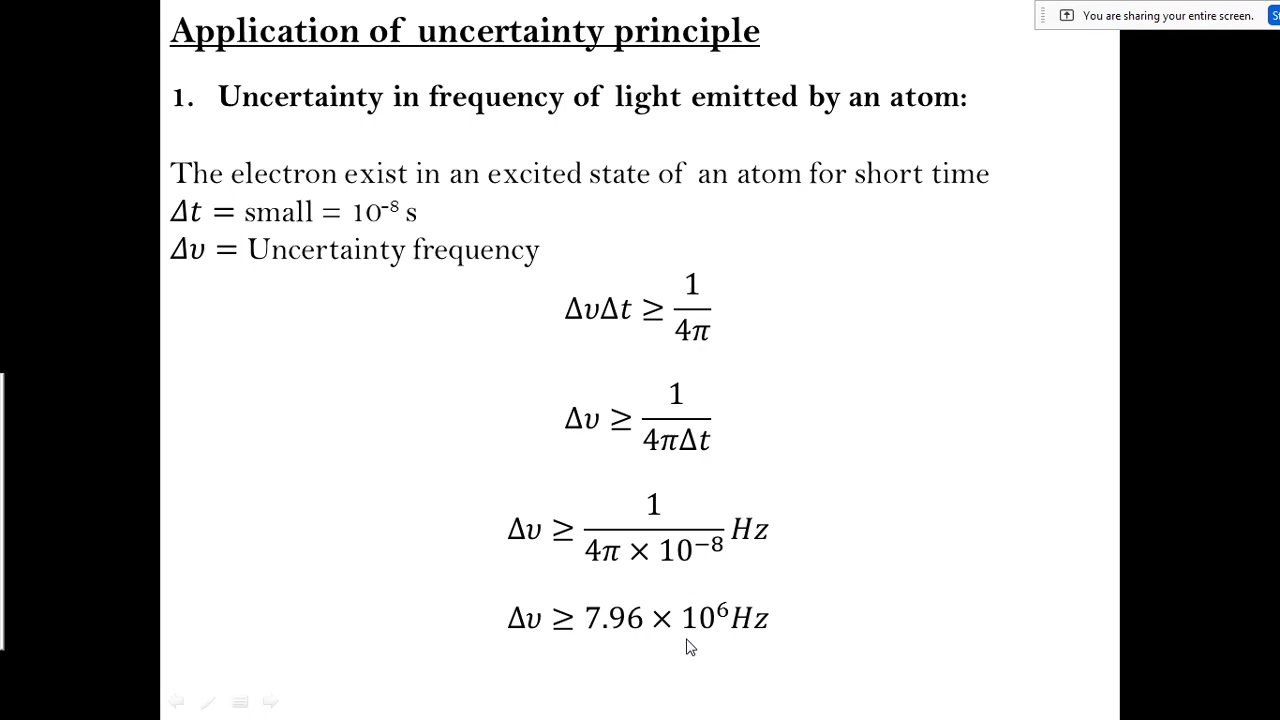 Application of uncertainty principle
You are sharing your entire screen.
1. Uncertainty in frequency of light emitted by an atom:
The electron exist in an excited state of an atom for short time
Δt = small = 10⁻⁸ s
Δυ = Uncertainty frequency
ΔυΔt ≥ 1/4π
Δυ ≥ 1/4πΔt
Δυ ≥ 1/4π × 10⁻⁸ Hz
Δυ ≥ 7.96 × 10⁶Hz